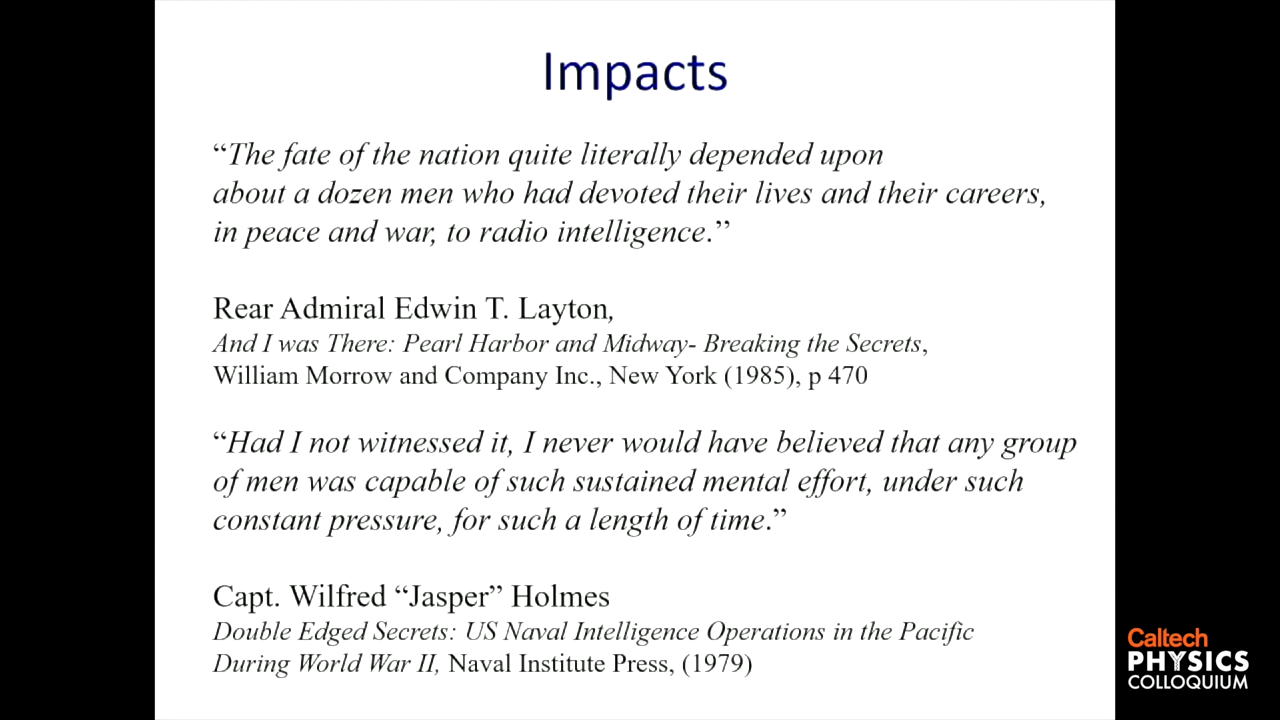 Impacts
“The fate of the nation quite literally depended upon
about a dozen men who had devoted their lives and their careers,
in peace and war, to radio intelligence.”
Rear Admiral Edwin T. Layton,
And I was There: Pearl Harbor and Midway- Breaking the Secrets,
William Morrow and Company Inc., New York (1985), p 470
“Had I not witnessed it, I never would have believed that any group
of men was capable of such sustained mental effort, under such
constant pressure, for such a length of time.”
Capt. Wilfred “Jasper” Holmes
Double Edged Secrets: US Naval Intelligence Operations in the Pacific
During World War II, Naval Institute Press, (1979)
Caltech
PHYSICS
COLLOQUIUM